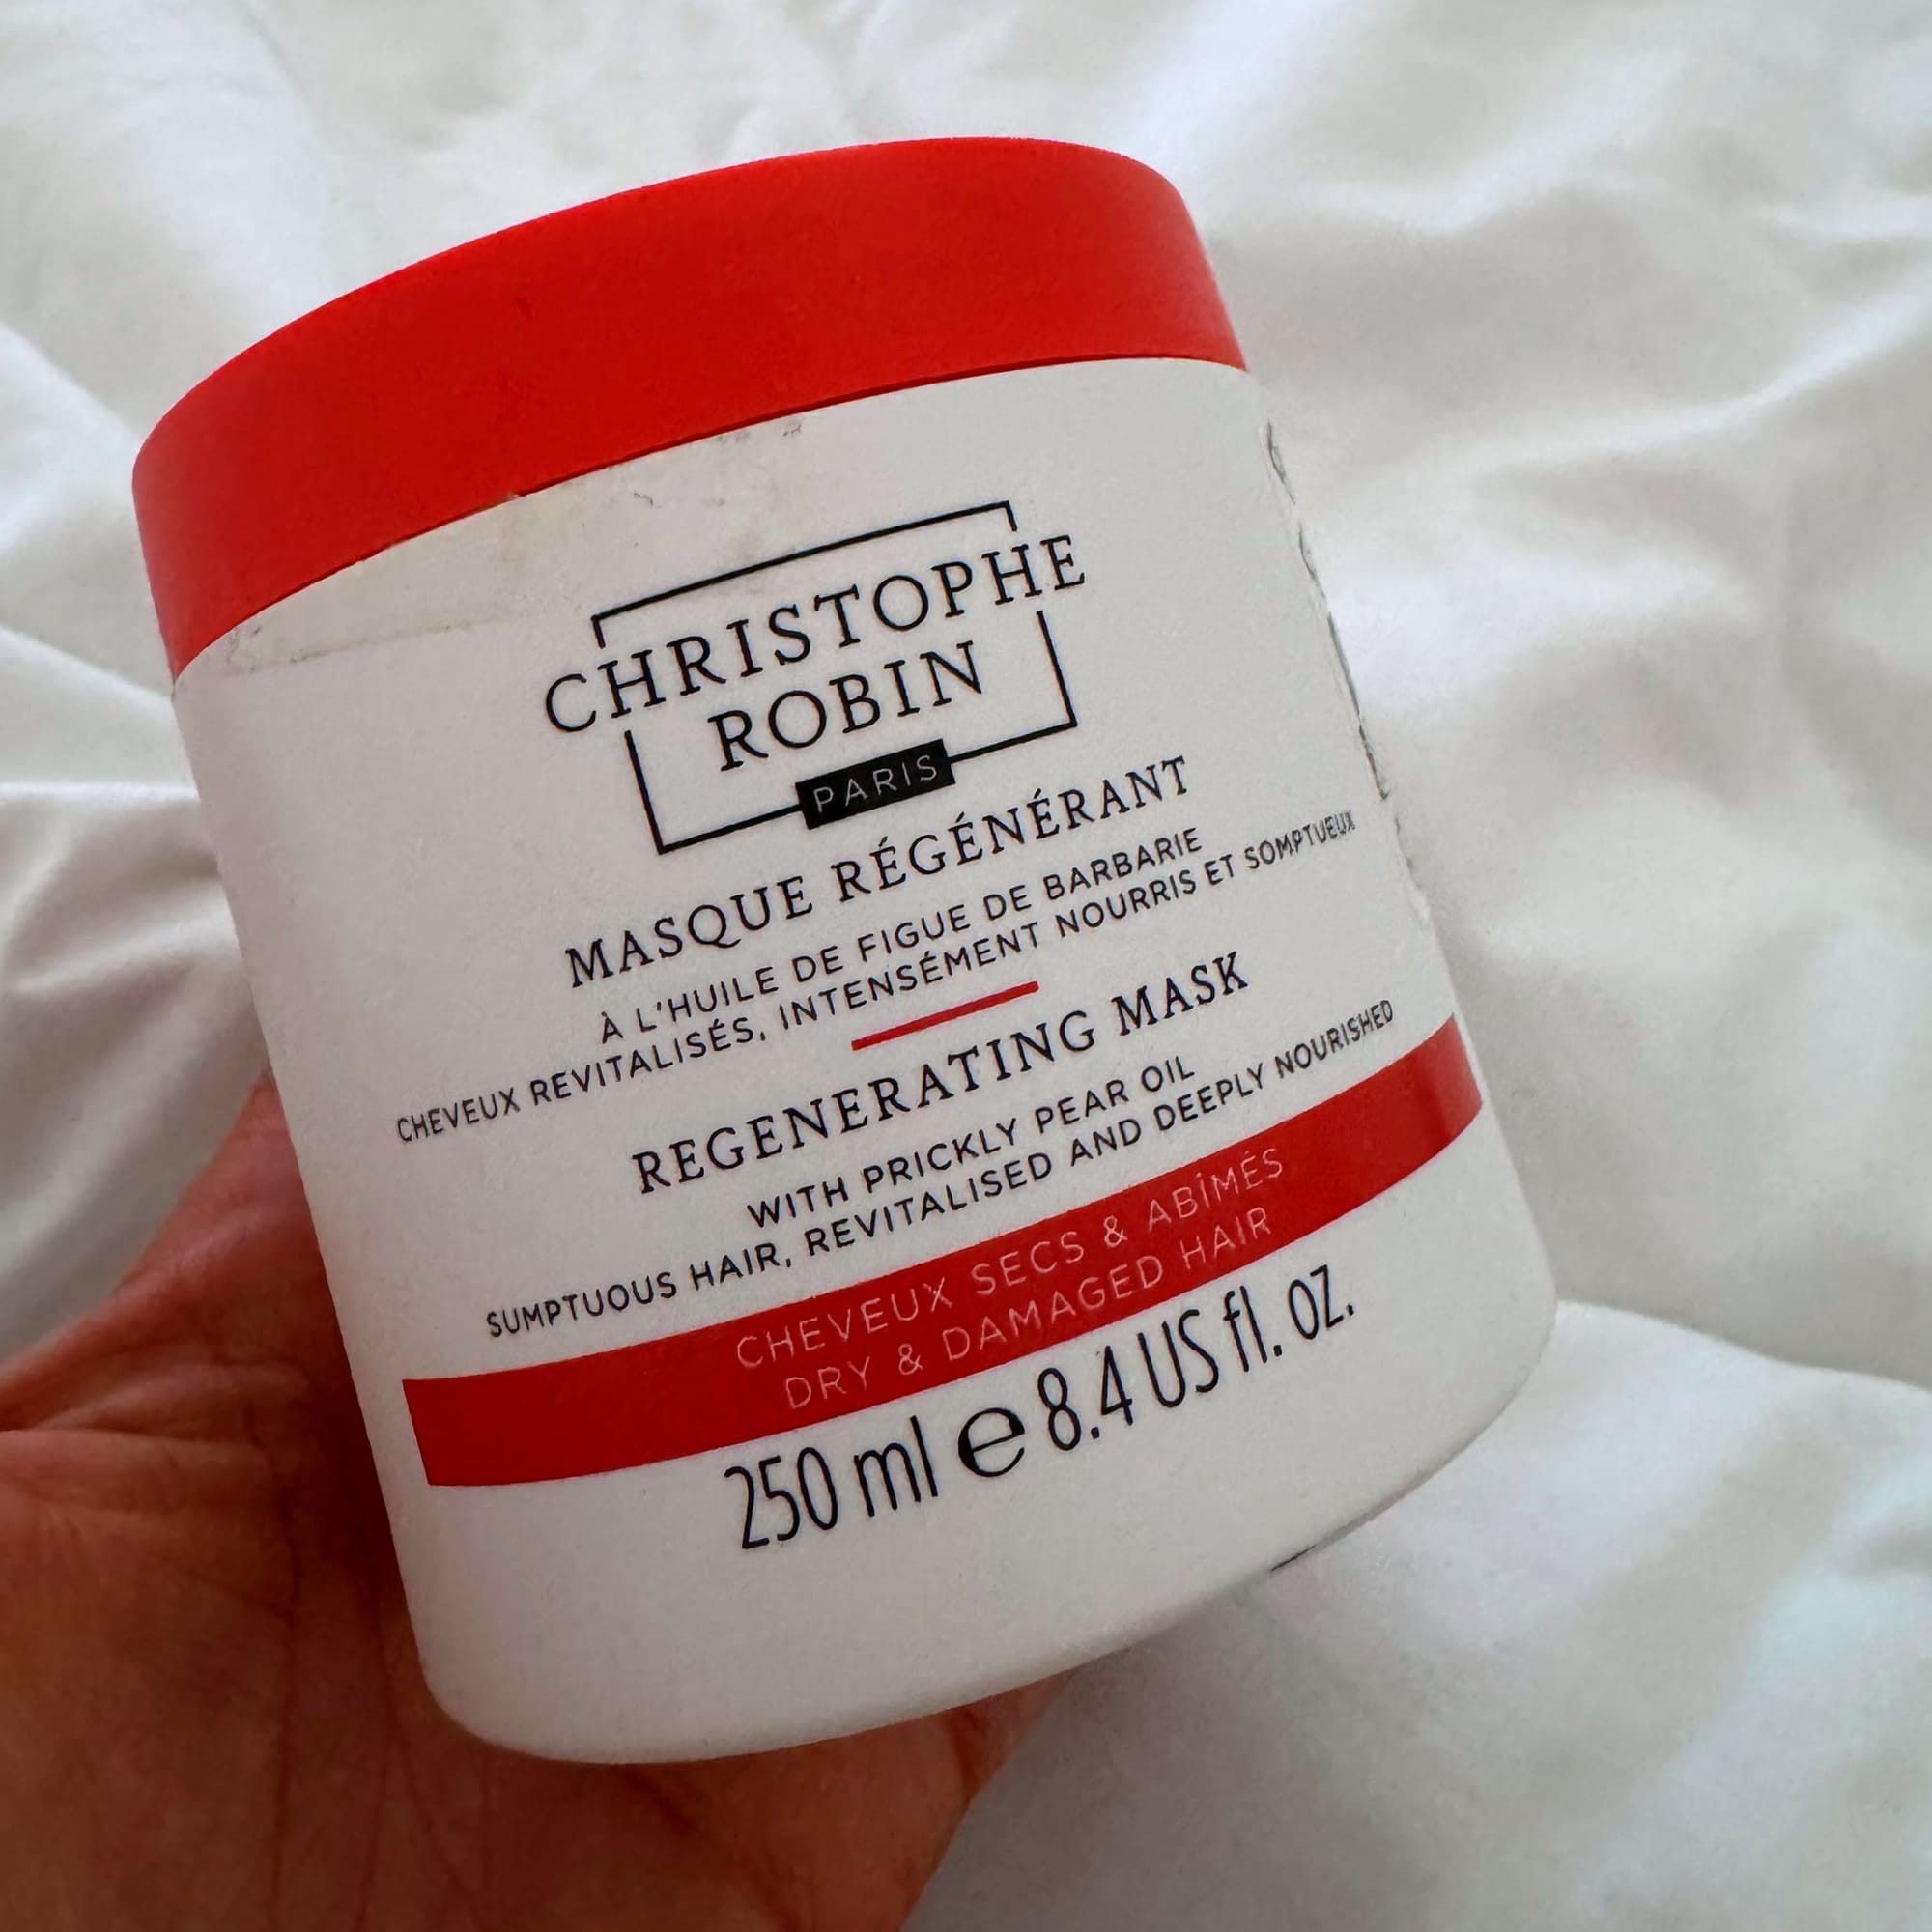 CHRISTOPHE
ROBIN
PARIS
MASQUE RÉGÉNÉRANT
À L'HUILE DE FIGUE DE BARBARIE
CHEVEUX REVITALISÉS, INTENSÉMENT NOURRIS ET SOMPTUEUX
REGENERATING MASK
WITH PRICKLY PEAR OIL
SUMPTUOUS HAIR, REVITALISED AND DEEPLY NOURISHED
CHEVEUX SECS & ABÎMÉS
DRY & DAMAGED HAIR
250 ml e 8.4 US fl. oz.